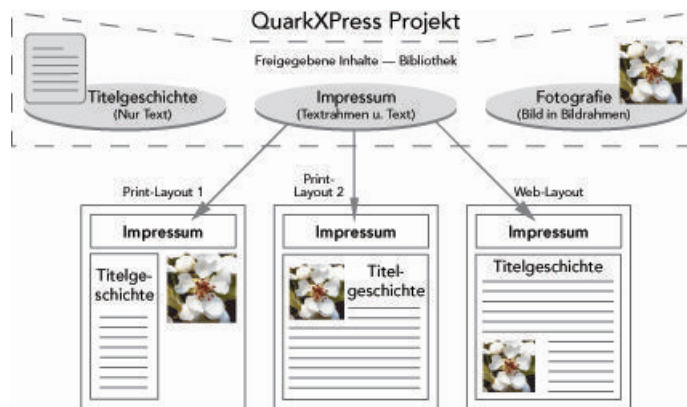 QuarkXPress Projekt
Freigegebene Inhalte — Bibliothek
Titelgeschichte
(Nur Text)
Impressum
(Textrahmen u. Text)
Fotografie
(Bild in Bildrahmen)
Print-Layout 1
Print-
Layout 2
Web-Layout
Impressum
Impressum
Impressum
Titelge-
schichte
Titel-
geschichte
Titelgeschichte